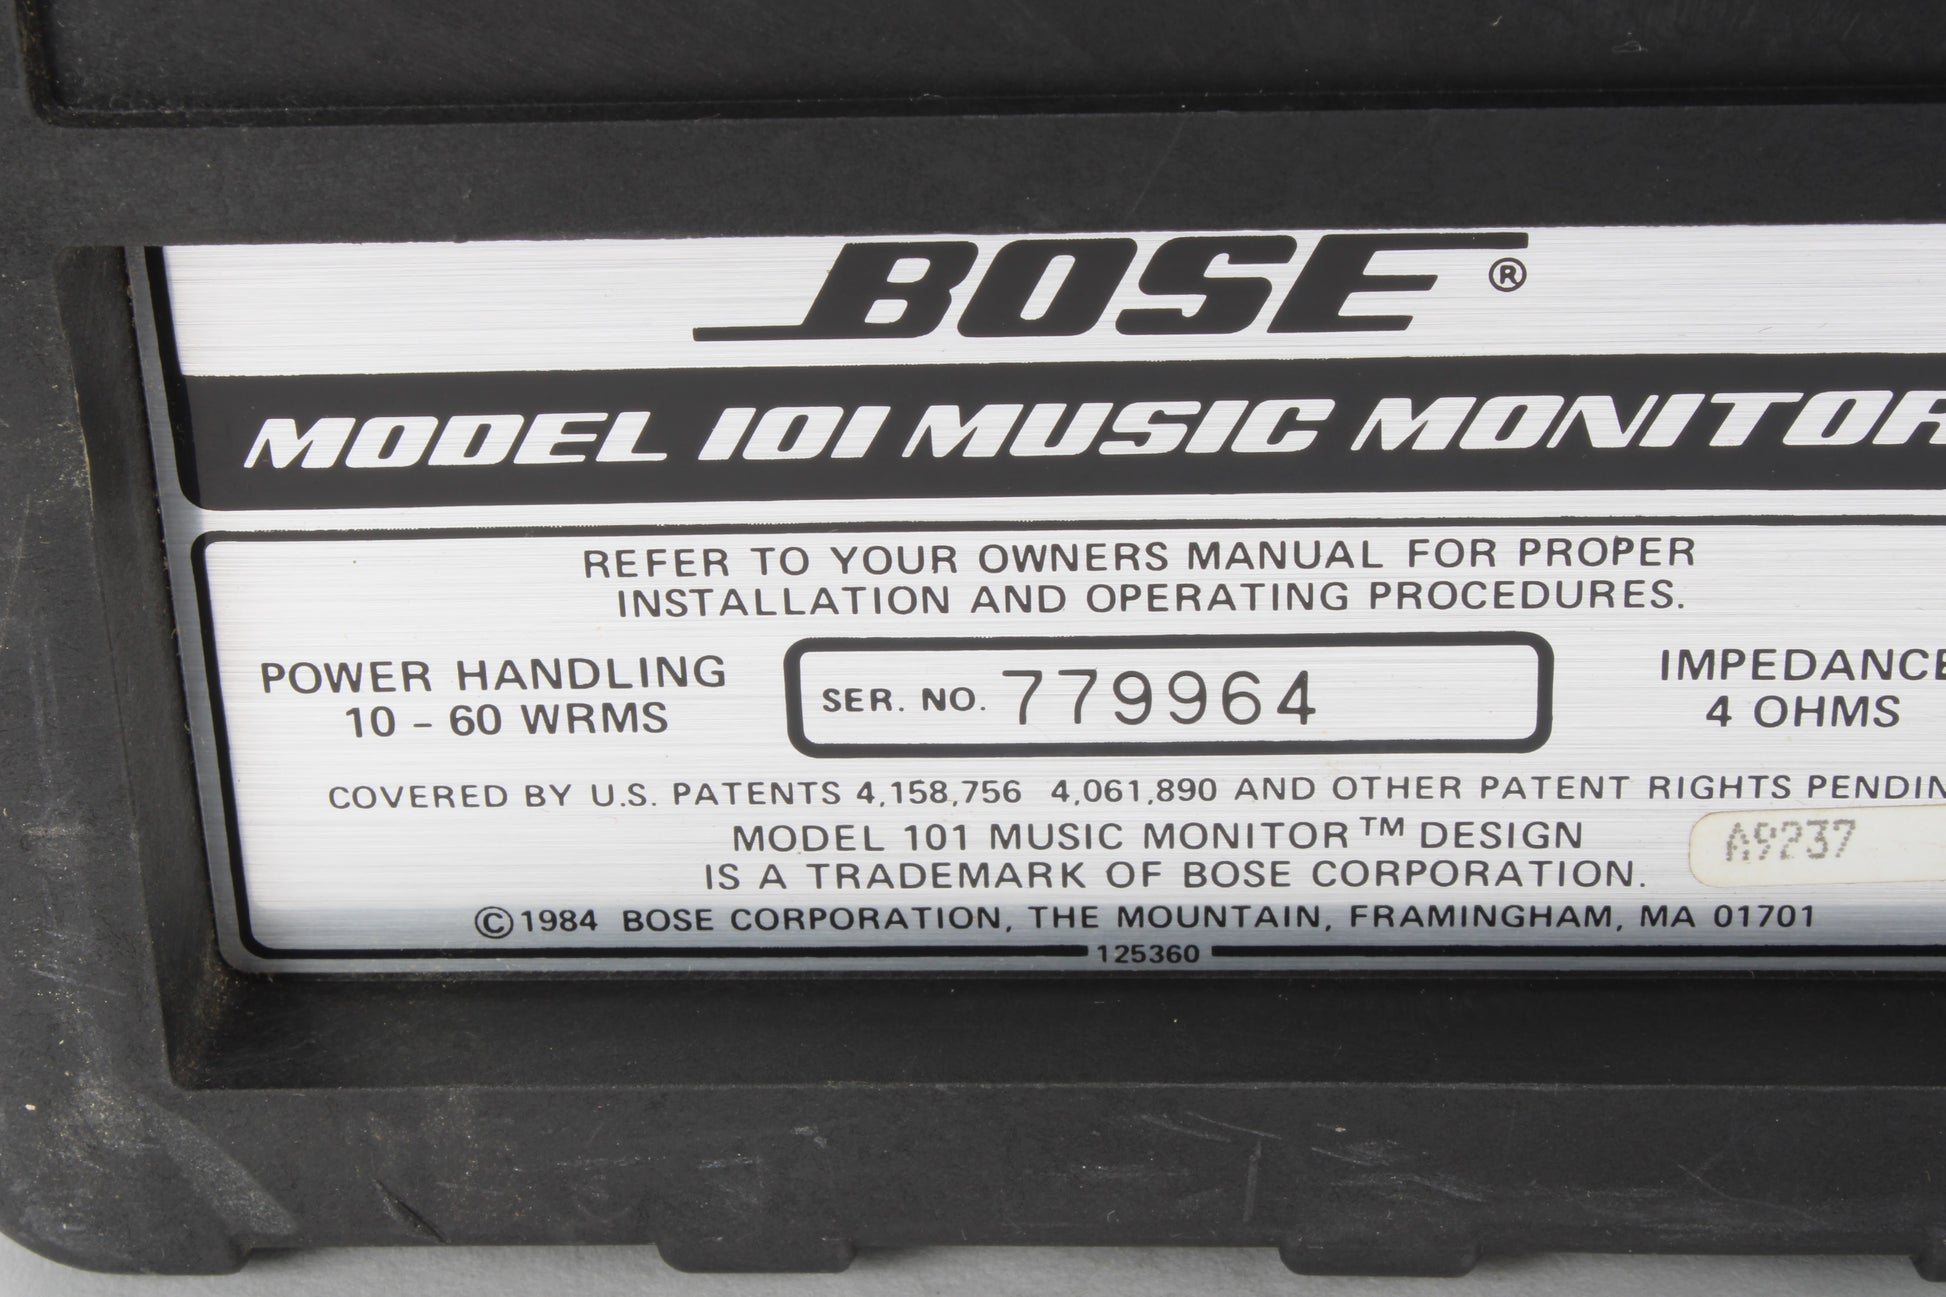 BOSE®
MODEL 101 MUSIC MONITOR
REFER TO YOUR OWNERS MANUAL FOR PROPER
INSTALLATION AND OPERATING PROCEDURES.
POWER HANDLING
10 - 60 WRMS
SER. NO. 779964
IMPEDANCE
4 OHMS
COVERED BY U.S. PATENTS 4,158,756 4,061,890 AND OTHER PATENT RIGHTS PENDIN
MODEL 101 MUSIC MONITOR™ DESIGN
IS A TRADEMARK OF BOSE CORPORATION.
A9237
©1984 BOSE CORPORATION, THE MOUNTAIN, FRAMINGHAM, MA 01701
125360